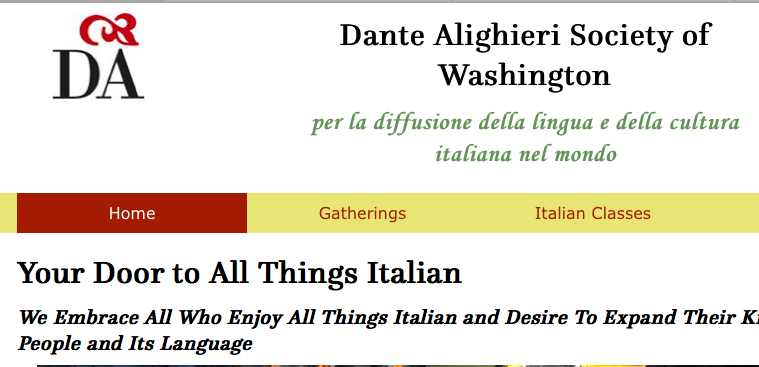 DA
Dante Alighieri Society of
Washington
per la diffusione della lingua e della cultura
italiana nel mondo
Home
Gatherings
Italian Classes
Your Door to All Things Italian
We Embrace All Who Enjoy All Things Italian and Desire To Expand Their
People and Its Language